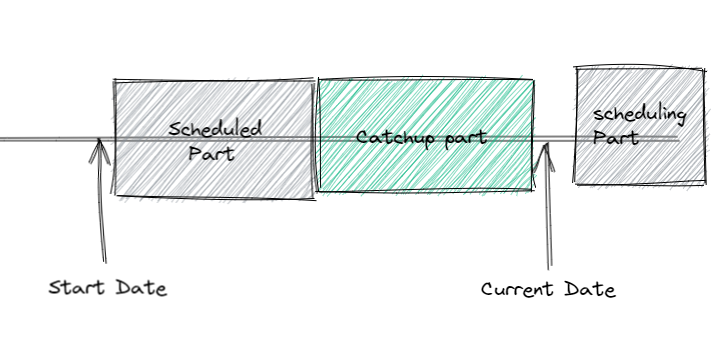 Scheduled
Part
Catchup part
scheduling
Part
Start Date
Current Date